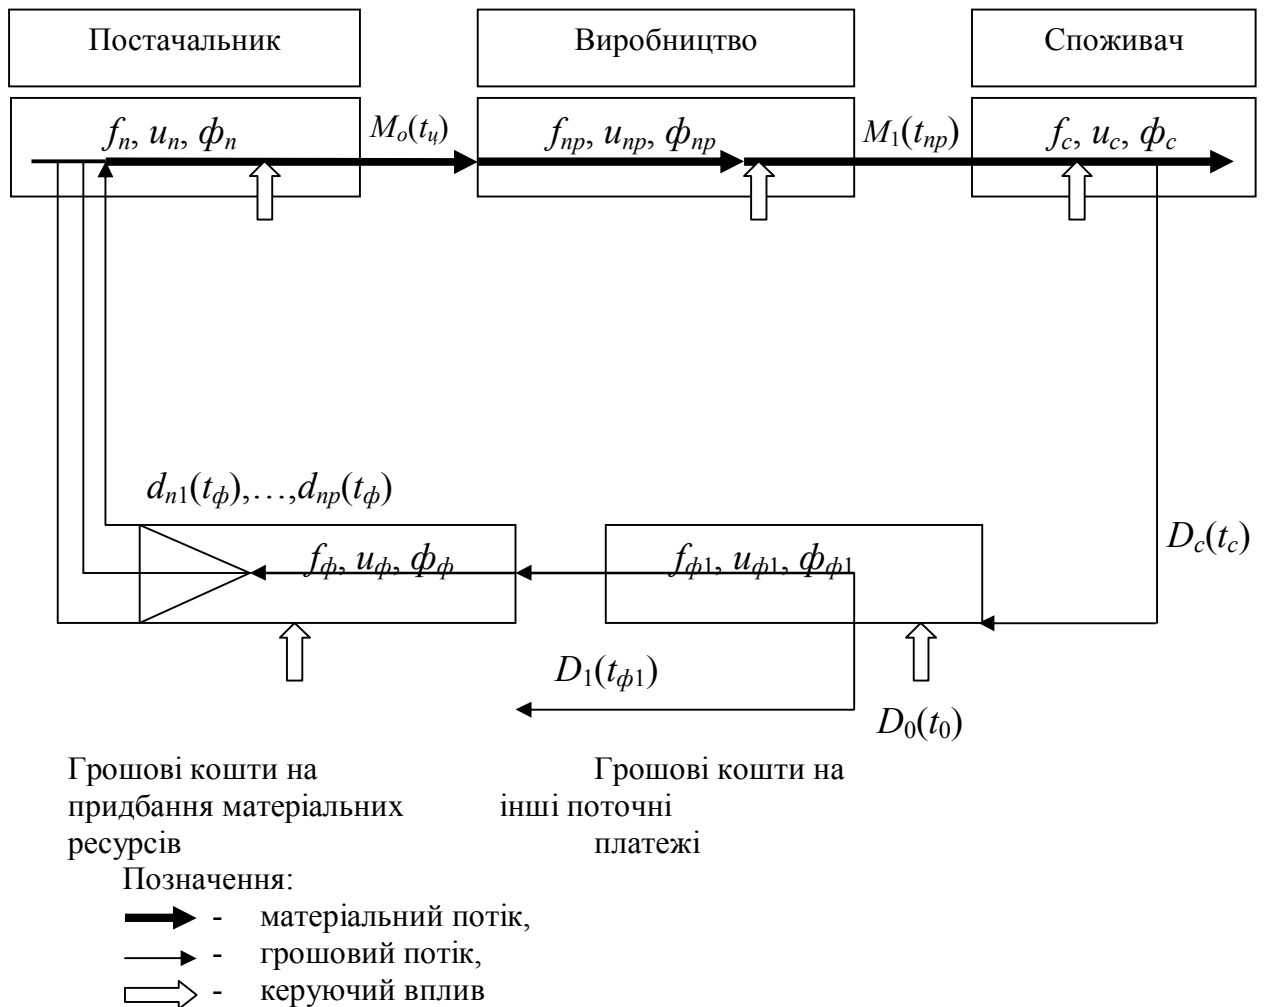 Постачальник Виробництво Споживач
fп, uп, фп Mо(tц) fпр, uпр, фпр M1(tпр) fс, uс, фс
dп1(tф),…,dпр(tф)
Dс(tс)
fф, uф, фф fф1, uф1, фф1
D1(tф1)
D0(t0)
Грошові кошти на Грошові кошти на
придбання матеріальних інші поточні
ресурсів платежі
Позначення:
- матеріальний потік,
- грошовий потік,
- керуючий вплив